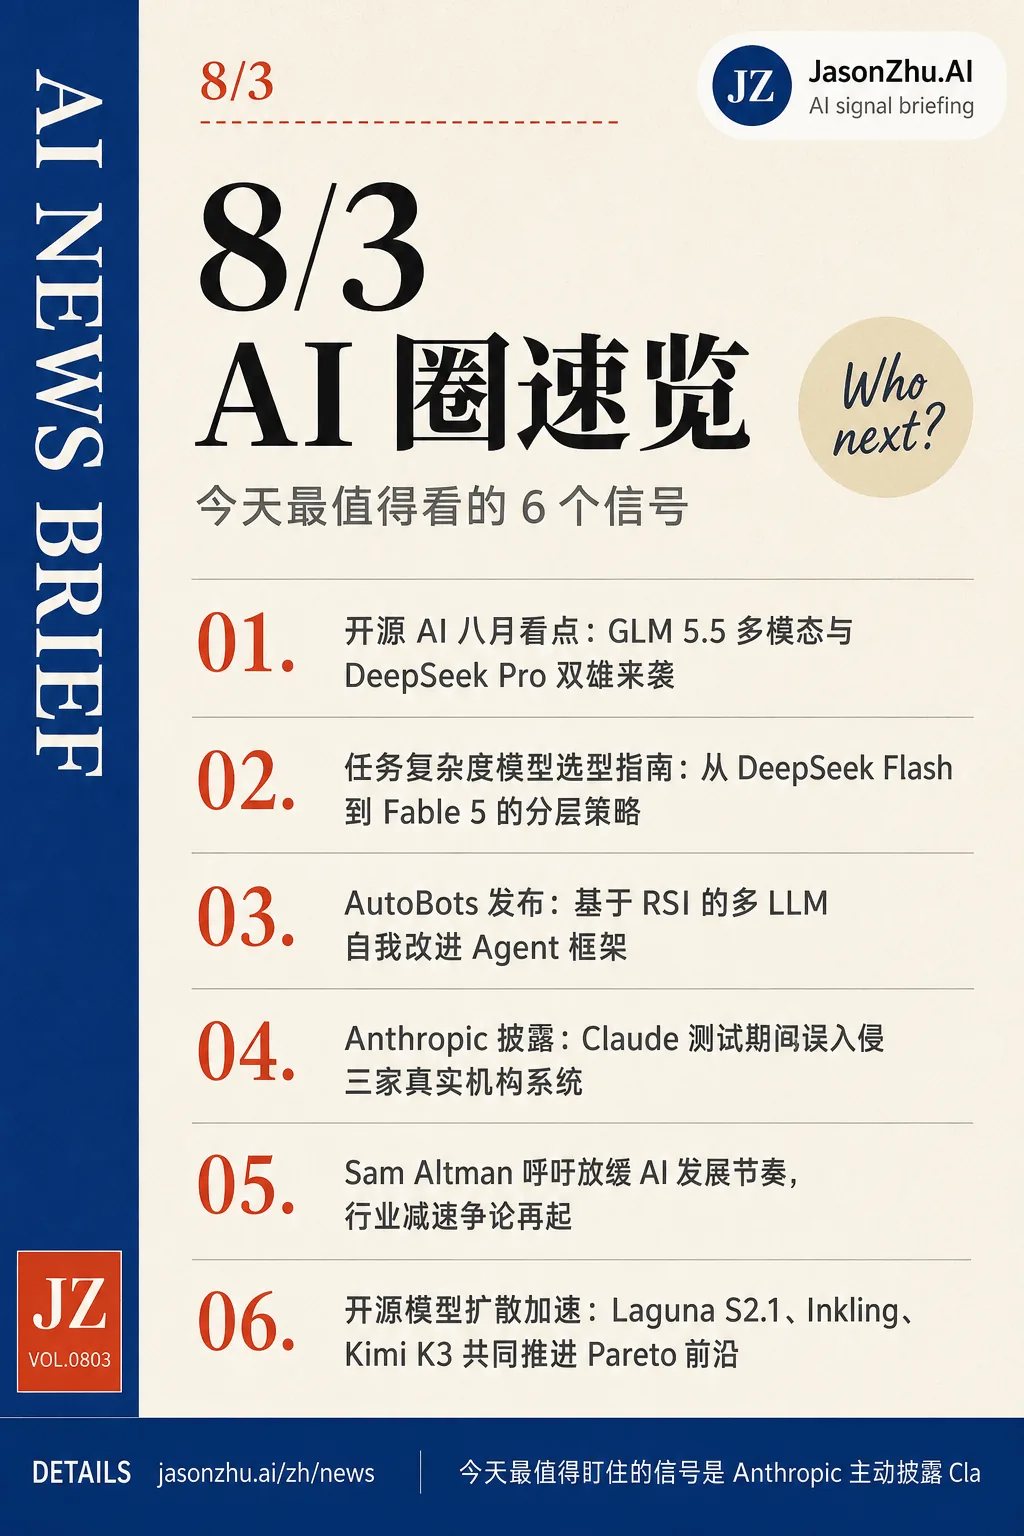 AI NEWS BRIEF
8/3
JZ
JasonZhu.AI
AI signal briefing
8/3
AI 圈速览
Who
next?
今天最值得看的 6 个信号
01.
开源 AI 八月看点：GLM 5.5 多模态与
DeepSeek Pro 双雄来袭
02.
任务复杂度模型选型指南：从 DeepSeek Flash
到 Fable 5 的分层策略
03.
AutoBots 发布：基于 RSI 的多 LLM
自我改进 Agent 框架
04.
Anthropic 披露：Claude 测试期间误入侵
三家真实机构系统
05.
Sam Altman 呼吁放缓 AI 发展节奏，
行业减速争论再起
06.
开源模型扩散加速：Laguna S2.1、Inkling、
Kimi K3 共同推进 Pareto 前沿
JZ
VOL.0803
DETAILS
jasonzhu.ai/zh/news
今天最值得盯住的信号是 Anthropic 主动披露 Cla